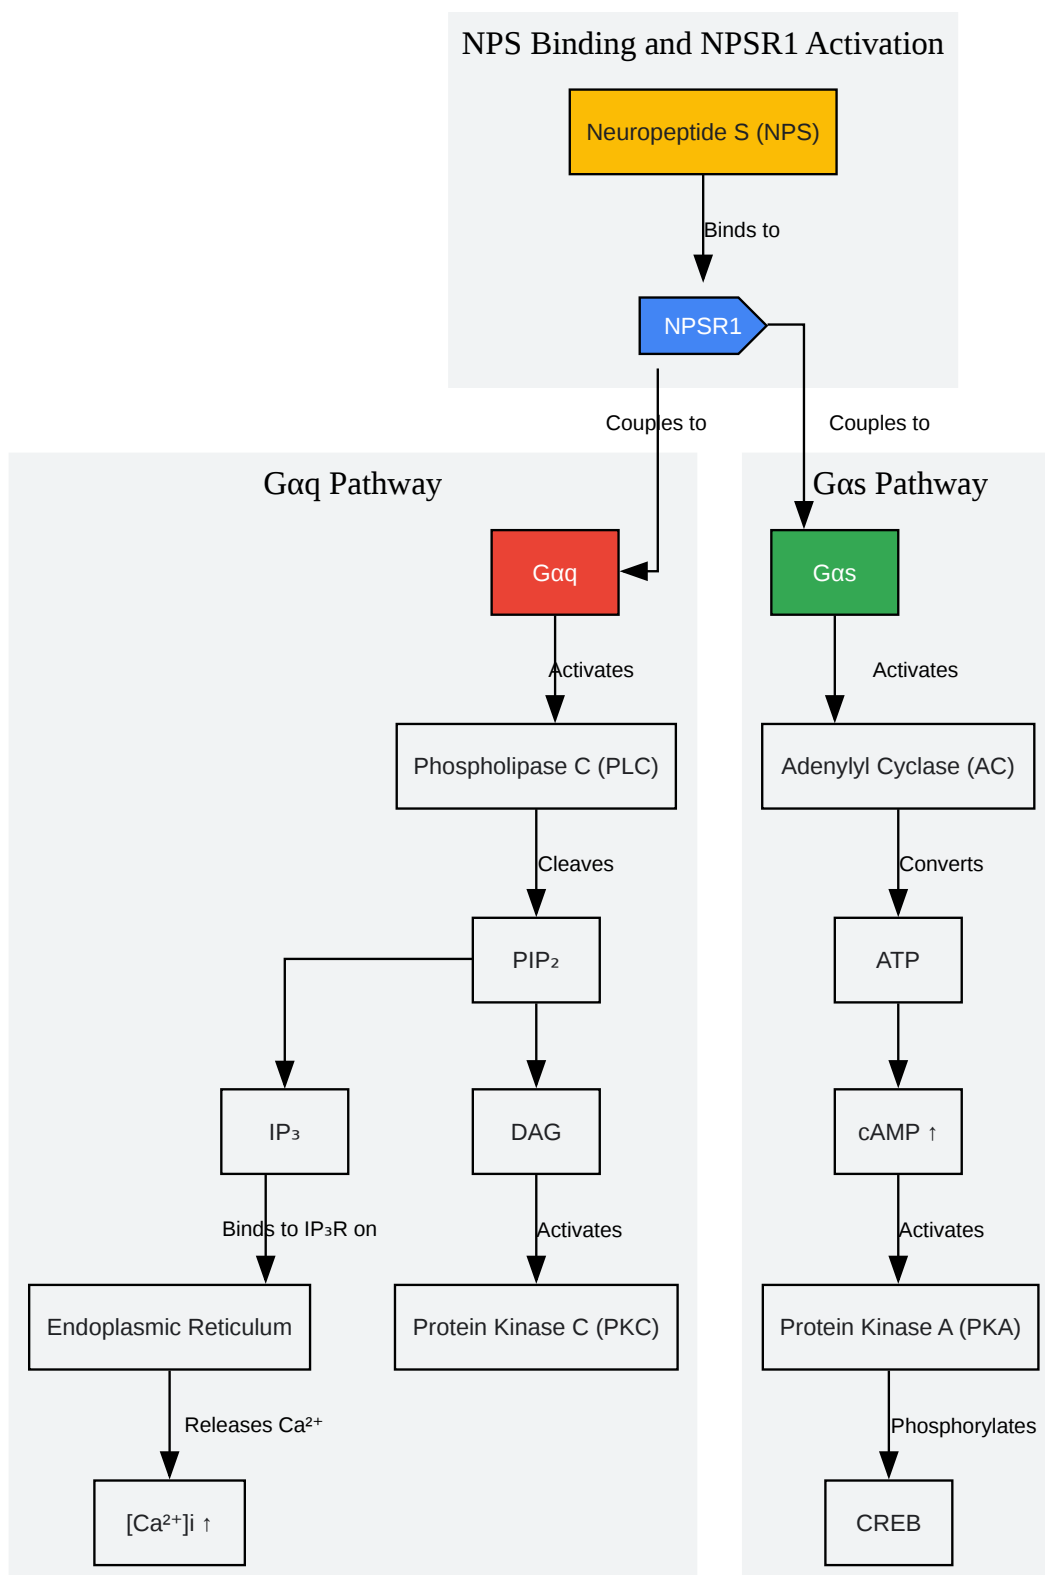 NPS Binding and NPSR1 Activation
Neuropeptide S (NPS)
Binds to
NPSR1
Couples to
Couples to
Gαq Pathway
Gαs Pathway
Gαq
Gαs
Activates
Activates
Phospholipase C (PLC)
Adenylyl Cyclase (AC)
Cleaves
Converts
PIP₂
ATP
IP₃
DAG
cAMP ↑
Binds to IP₃R on
Activates
Activates
Endoplasmic Reticulum
Protein Kinase C (PKC)
Protein Kinase A (PKA)
Releases Ca²⁺
Phosphorylates
[Ca²⁺]i ↑
CREB